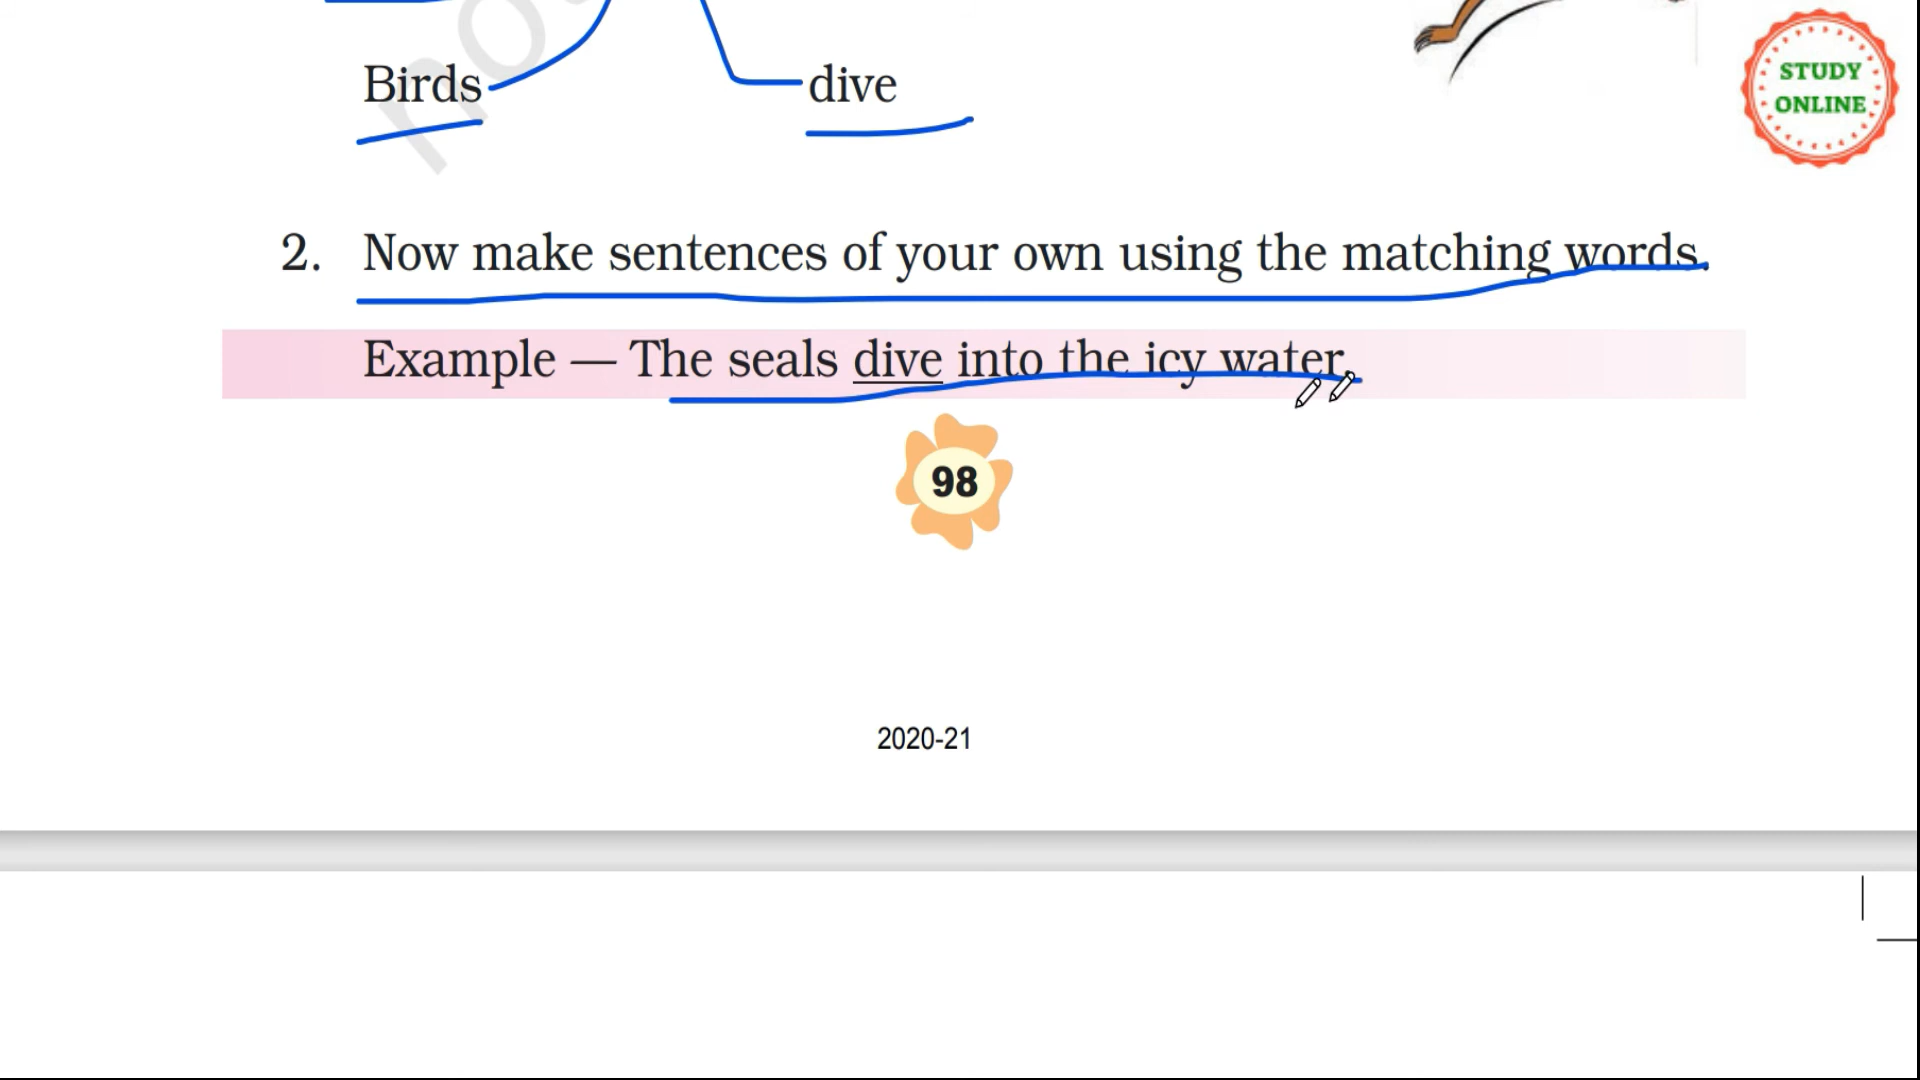 no
Birds
dive
STUDY
ONLINE
2. Now make sentences of your own using the matching words.
Example — The seals dive into the icy water.
98
2020-21